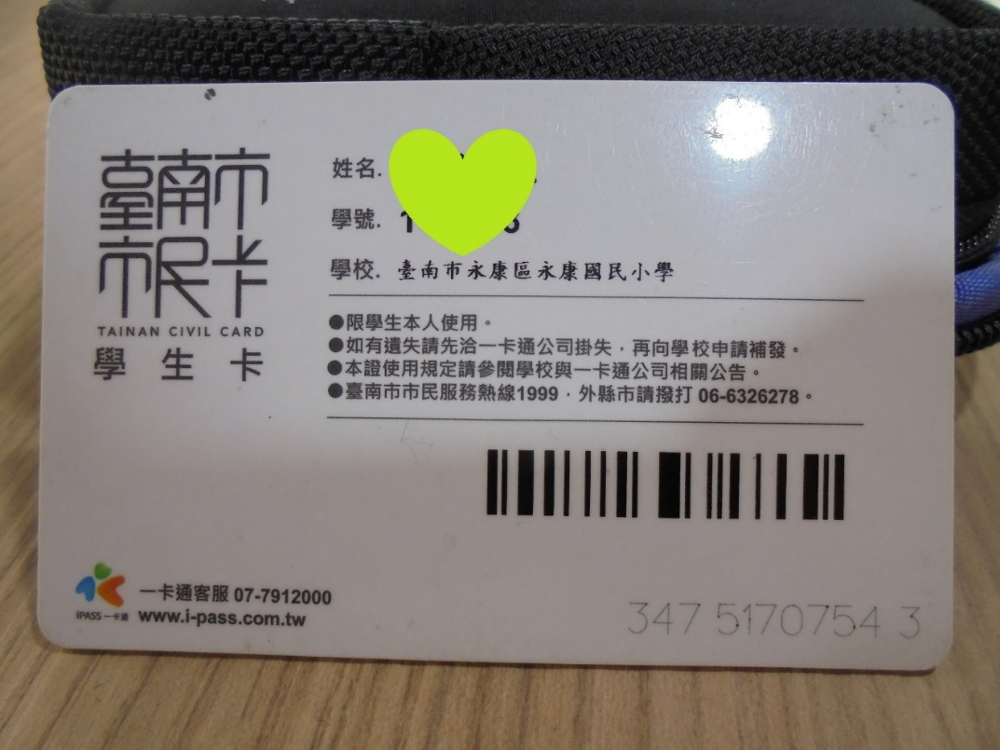 臺南市
市民卡
TAINAN CIVIL CARD
學生卡
姓名.
學號.
學校. 臺南市永康區永康國民小學
●限學生本人使用。
●如有遺失請先洽一卡通公司掛失，再向學校申請補發。
●本證使用規定請參閱學校與一卡通公司相關公告。
●臺南市市民服務熱線1999，外縣市請撥打 06-6326278。
iPASS一卡通
一卡通客服 07-7912000
www.i-pass.com.tw
347 5170754 3